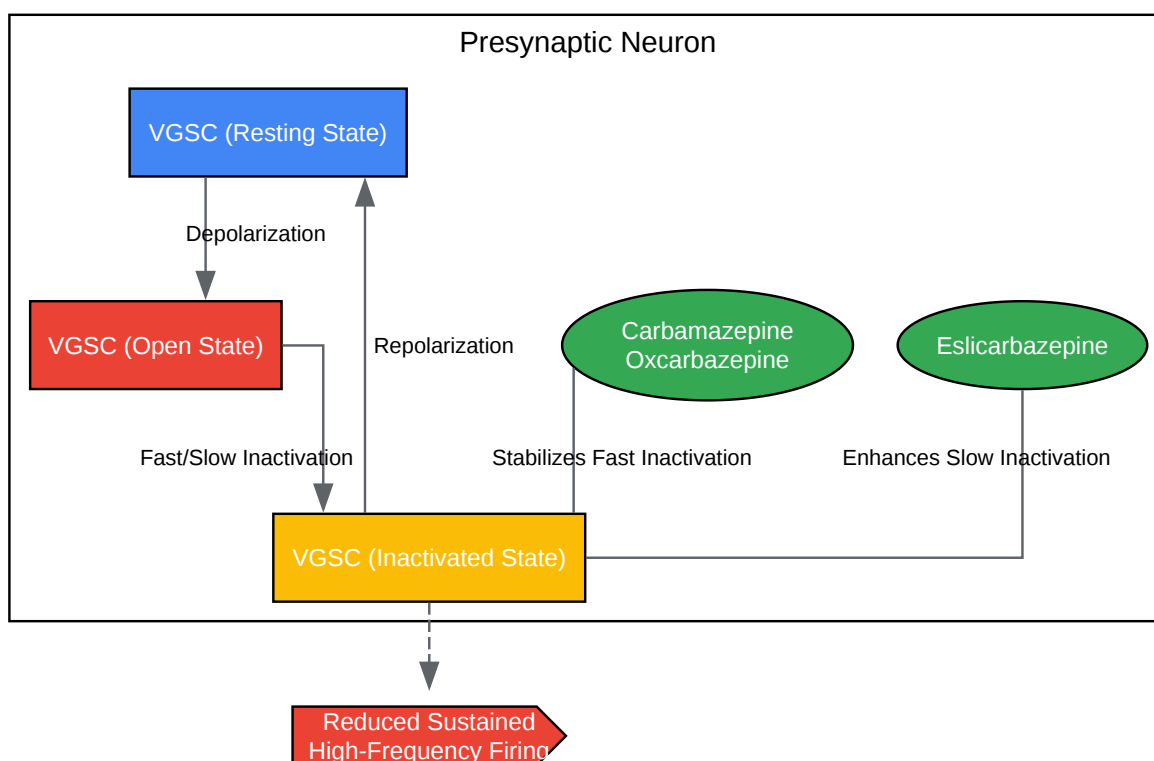 Presynaptic Neuron
VGSC (Resting State)
Depolarization
VGSC (Open State)
Repolarization
Carbamazepine
Oxcarbazepine
Eslicarbazepine
Fast/Slow Inactivation
Stabilizes Fast Inactivation
Enhances Slow Inactivation
VGSC (Inactivated State)
Reduced Sustained
High-Frequency Firing